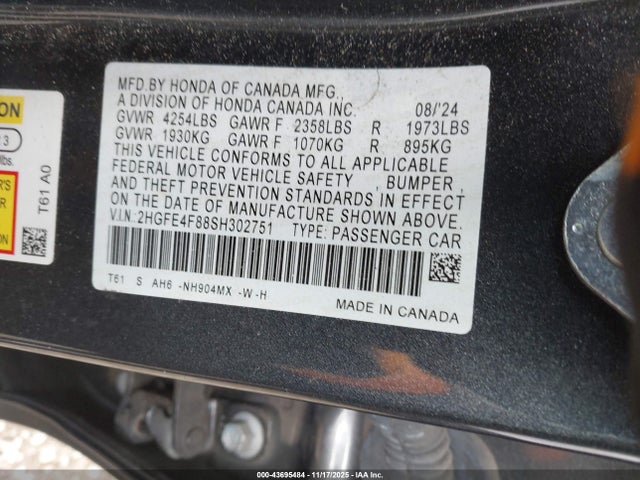 MFD.BY HONDA OF CANADA MFG.,
A DIVISION OF HONDA CANADA INC. 08/'24
GVWR 4254LBS GAWR F 2358LBS R 1973LBS
GVWR 1930KG GAWR F 1070KG R 895KG
THIS VEHICLE CONFORMS TO ALL APPLICABLE
FEDERAL MOTOR VEHICLE SAFETY , BUMPER ,
AND THEFT PREVENTION STANDARDS IN EFFECT
ON THE DATE OF MANUFACTURE SHOWN ABOVE.
V.I.N:2HGFE4F88SH302751 TYPE: PASSENGER CAR
T61 S AH6 -NH904MX -W-H
MADE IN CANADA
ION
13
lbs.
T61 A0
000-43695484 - 11/17/2025 - IAA Inc.